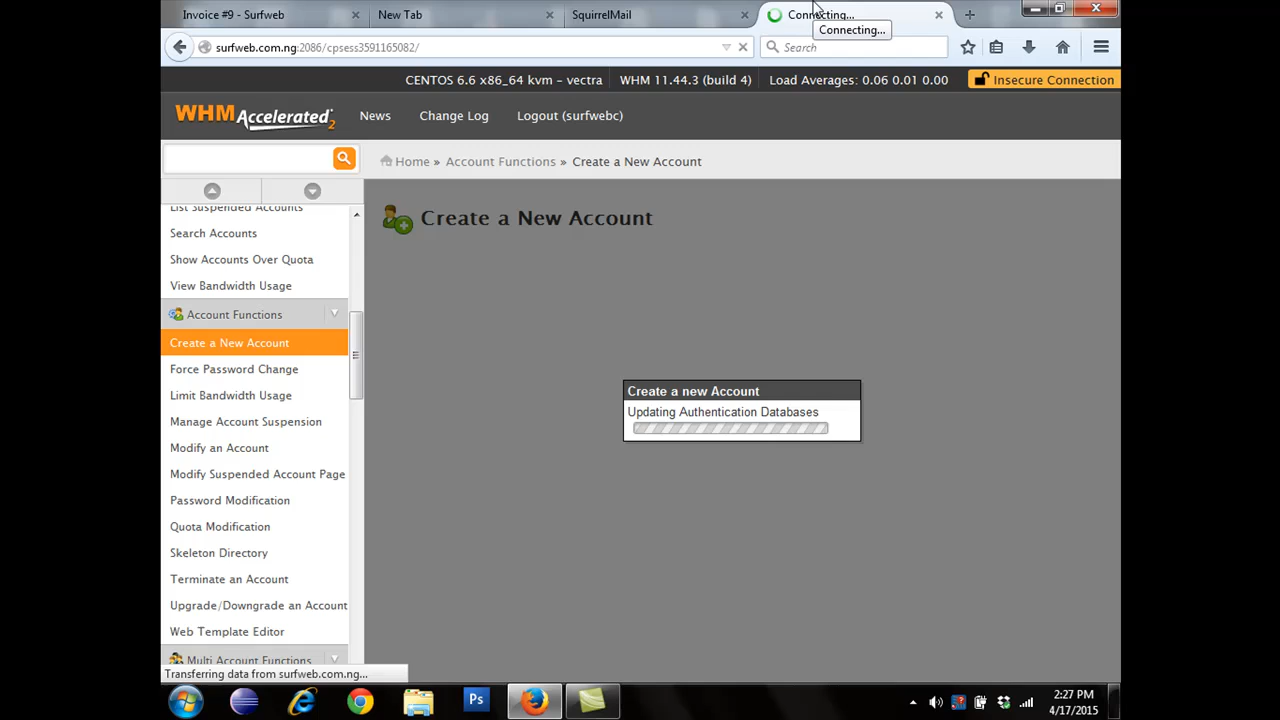 Invoice #9 - Surfweb
New Tab
SquirrelMail
Connecting...
Connecting...
surfweb.com.ng:2086/cpsess3591165082/
Search
CENTOS 6.6 x86_64 kvm – vectra
WHM 11.44.3 (build 4)
Load Averages: 0.06 0.01 0.00
Insecure Connection
WHM Accelerated2
News
Change Log
Logout (surfwebc)
Home » Account Functions » Create a New Account
List Suspended Accounts
Search Accounts
Show Accounts Over Quota
View Bandwidth Usage
Account Functions
Create a New Account
Force Password Change
Limit Bandwidth Usage
Manage Account Suspension
Modify an Account
Modify Suspended Account Page
Password Modification
Quota Modification
Skeleton Directory
Terminate an Account
Upgrade/Downgrade an Account
Web Template Editor
Multi Account Functions
Create a New Account
Create a new Account
Updating Authentication Databases
Transferring data from surfweb.com.ng...
Ps
2:27 PM
4/17/2015